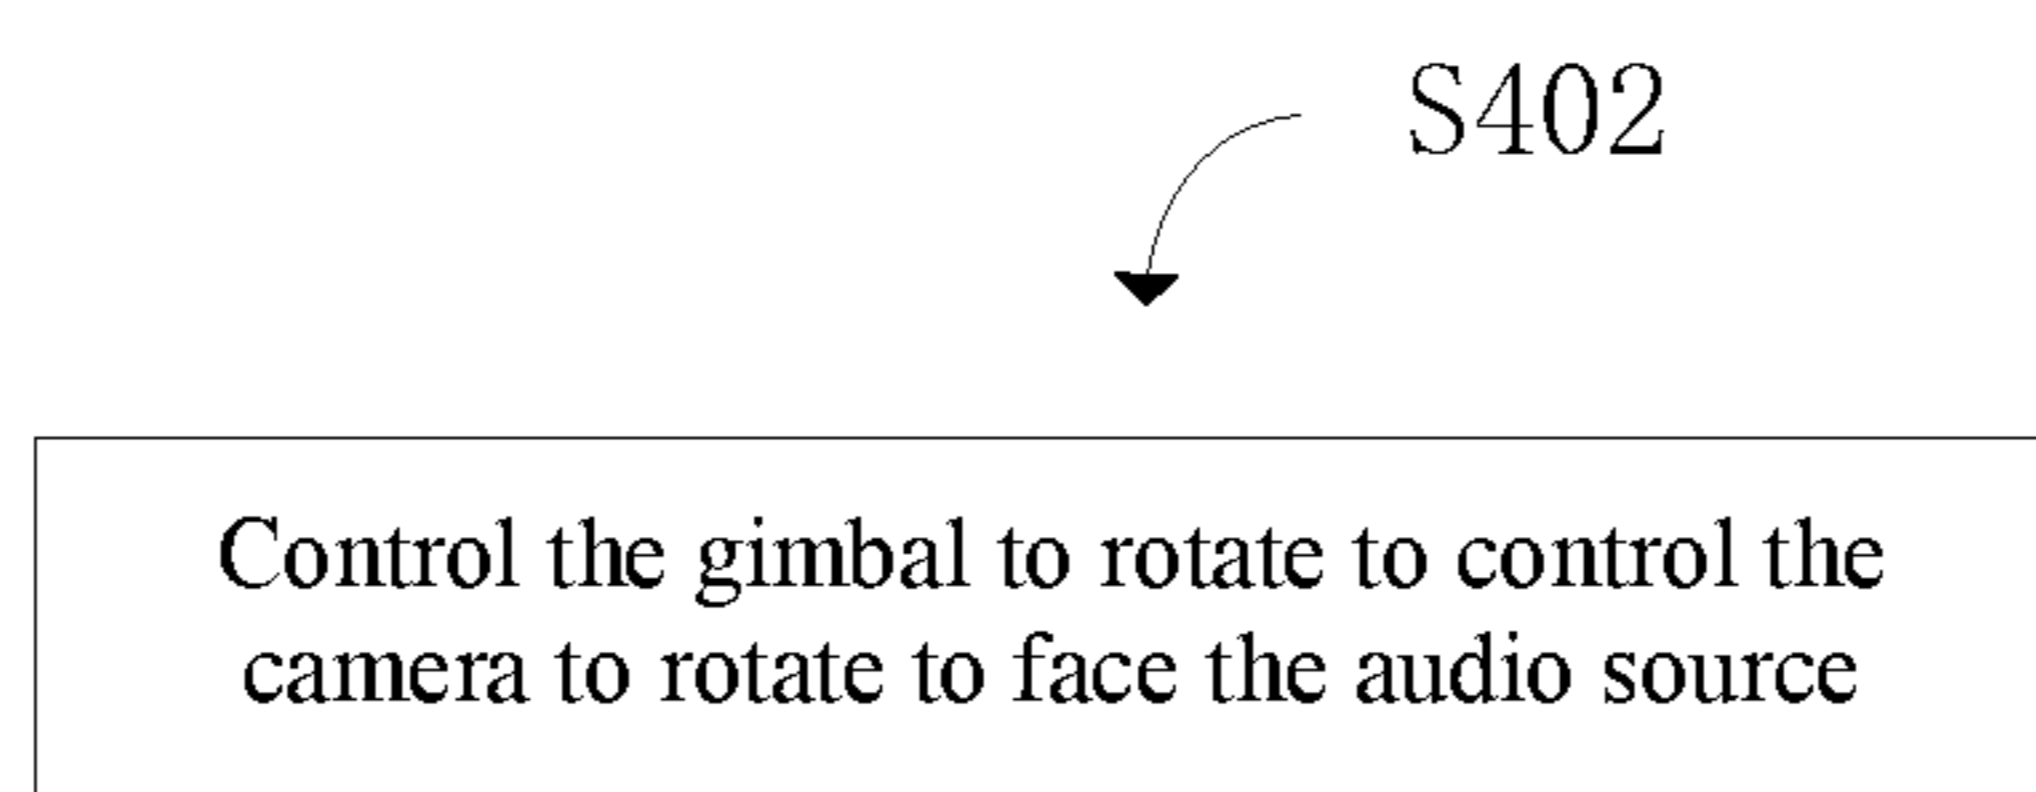 S402
Control the gimbal to rotate to control the
camera to rotate to face the audio source